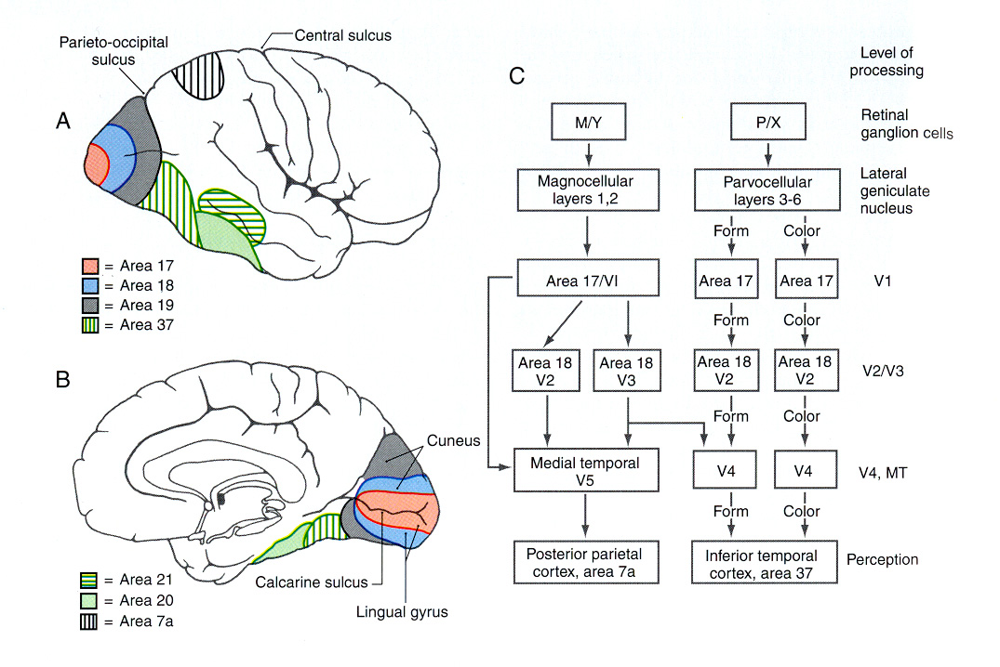 Parieto-occipital
sulcus
Central sulcus
A
= Area 17
= Area 18
= Area 19
= Area 37
B
Cuneus
Calcarine sulcus
Lingual gyrus
= Area 21
= Area 20
= Area 7a
C
Level of
processing
M/Y
P/X
Retinal
ganglion cells
Magnocellular
layers 1,2
Parvocellular
layers 3-6
Lateral
geniculate
nucleus
Form
Color
Area 17/VI
Area 17
Area 17
V1
Form
Color
Area 18
V2
Area 18
V3
Area 18
V2
Area 18
V2
V2/V3
Form
Color
Medial temporal
V5
V4
V4
V4, MT
Form
Color
Posterior parietal
cortex, area 7a
Inferior temporal
cortex, area 37
Perception